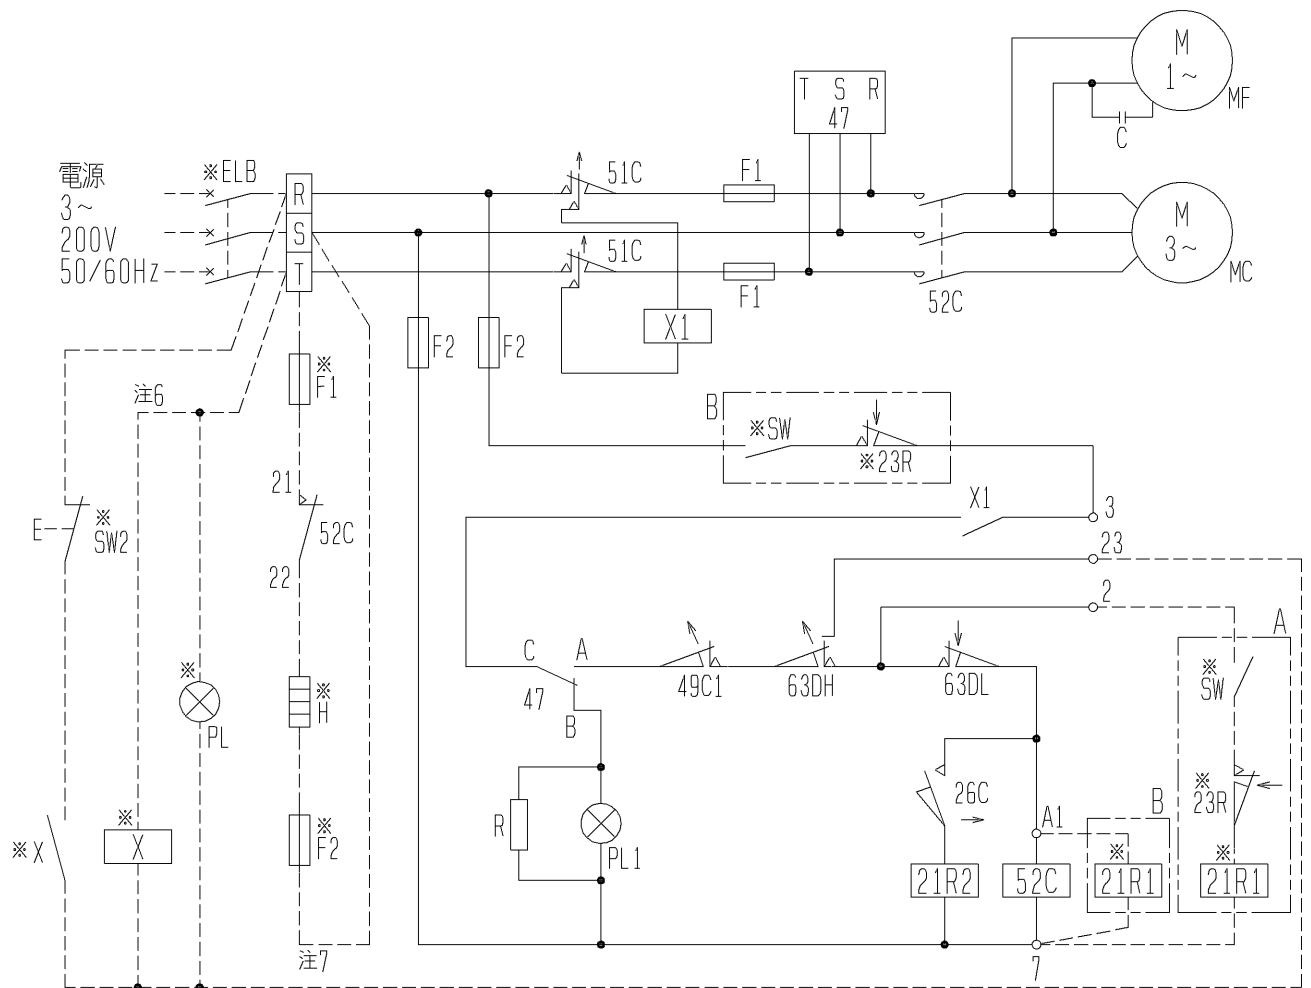 M
1～
MF
C
T S R
47
電源
3～
200V
50/60Hz
※ELB
R
S
T
51C
F1
M
3～
MC
51C
F1
52C
X1
F2
F2
※
F1
注6
B
※SW
※23R
21
X1
3
E
※
SW2
52C
23
22
2
A
C
A
49C1
63DH
63DL
※
SW
※
PL
※
H
47
B
26C
※
23R
※
X
※X
※
F2
R
PL1
A1
B
※
21R1
※
21R1
21R2
52C
注7
7